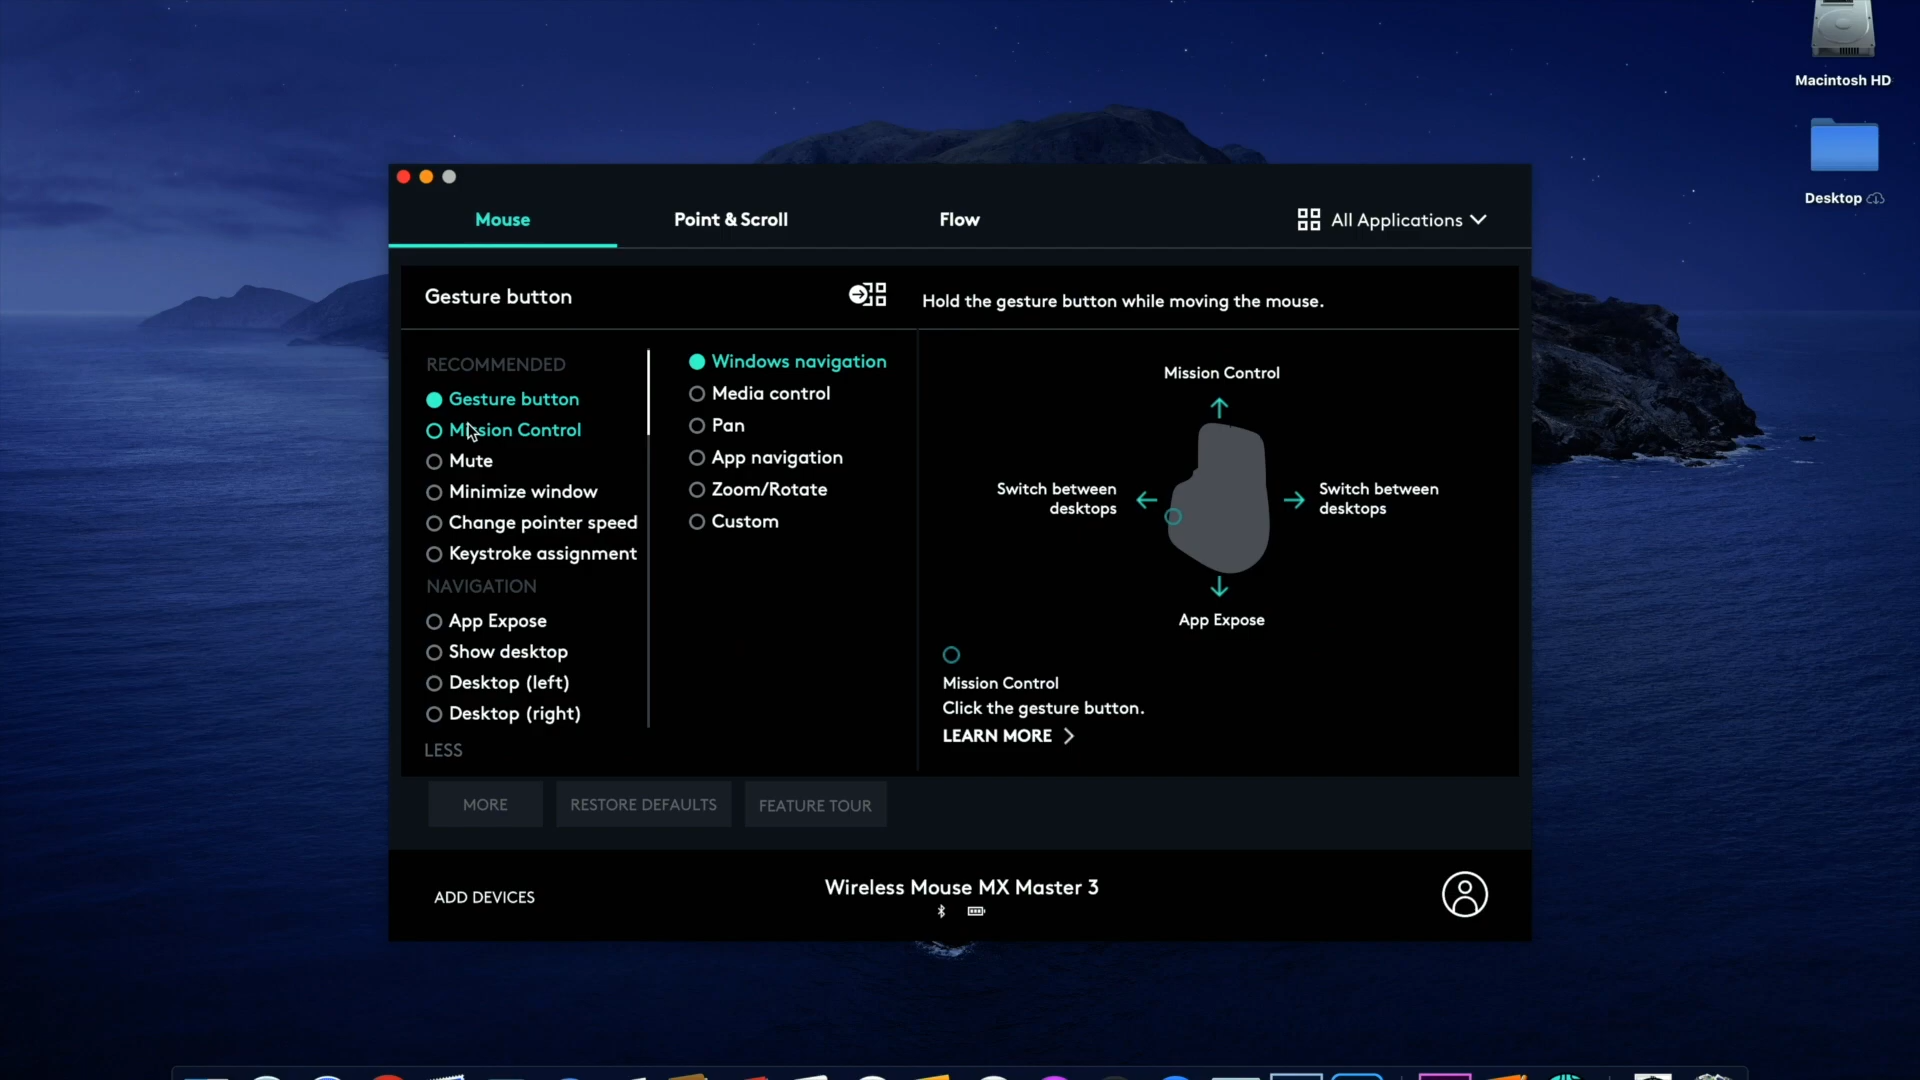 Macintosh HD
Desktop
Mouse
Point & Scroll
Flow
All Applications
Gesture button
Hold the gesture button while moving the mouse.
RECOMMENDED
Gesture button
Mission Control
Mute
Minimize window
Change pointer speed
Keystroke assignment
NAVIGATION
App Expose
Show desktop
Desktop (left)
Desktop (right)
LESS
Windows navigation
Media control
Pan
App navigation
Zoom/Rotate
Custom
Mission Control
Switch between
desktops
Switch between
desktops
App Expose
Mission Control
Click the gesture button.
LEARN MORE
MORE
RESTORE DEFAULTS
FEATURE TOUR
ADD DEVICES
Wireless Mouse MX Master 3